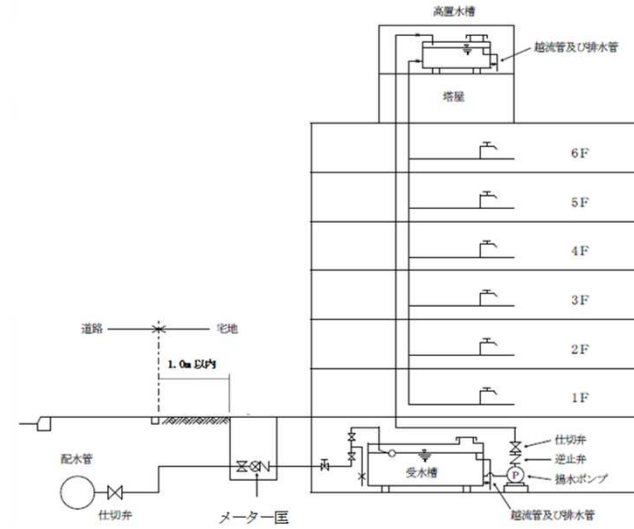 高置水槽
越流管及び排水管
塔屋
6F
5F
4F
3F
2F
1F
道路
宅地
1.0m以内
配水管
仕切弁
メーター匡
受水槽
仕切弁
逆止弁
P
揚水ポンプ
越流管及び排水管